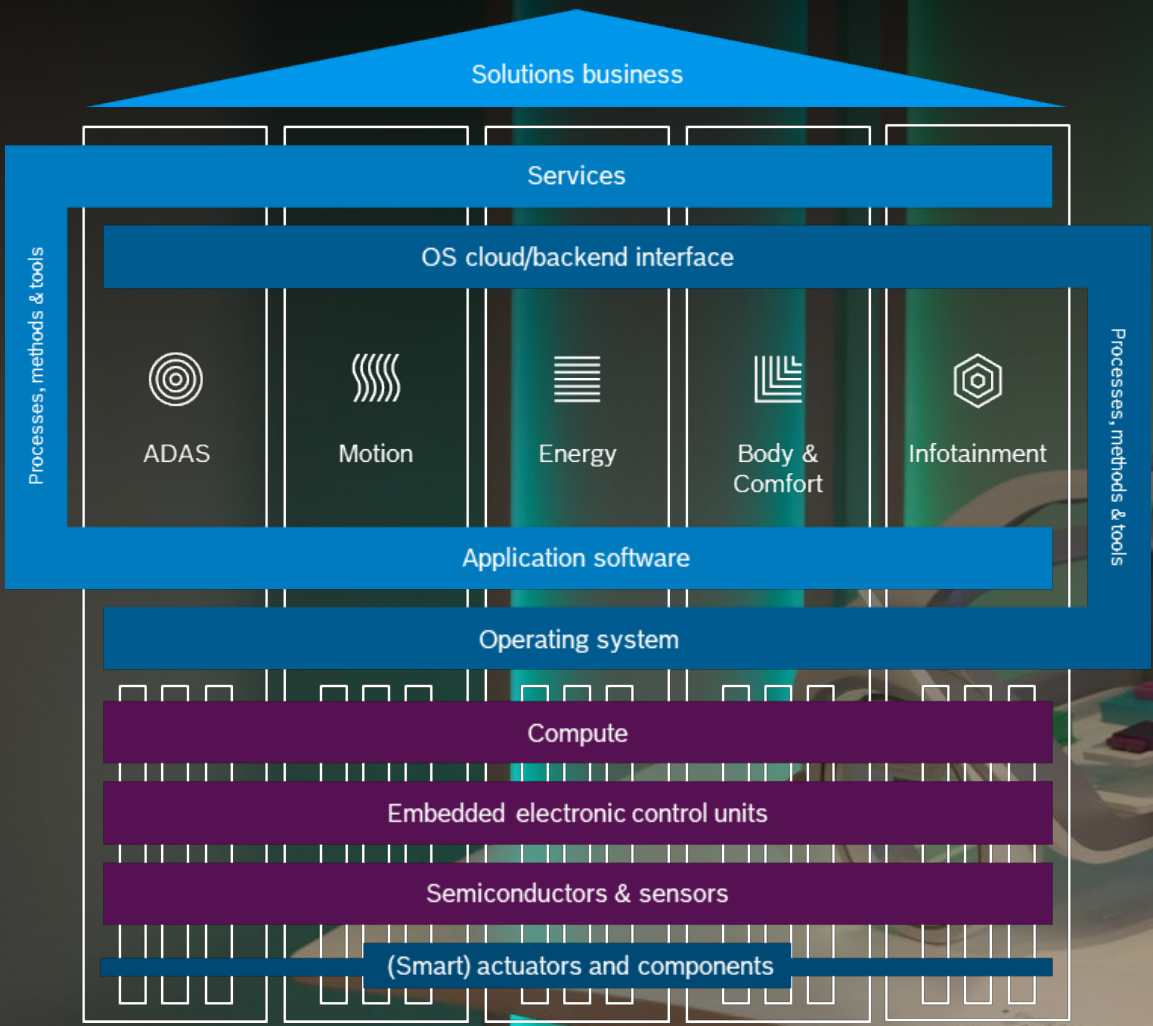 Solutions business
Services
OS cloud/backend interface
Processes, methods & tools
ADAS
Motion
Energy
Body &
Comfort
Infotainment
Processes, methods & tools
Application software
Operating system
Compute
Embedded electronic control units
Semiconductors & sensors
(Smart) actuators and components